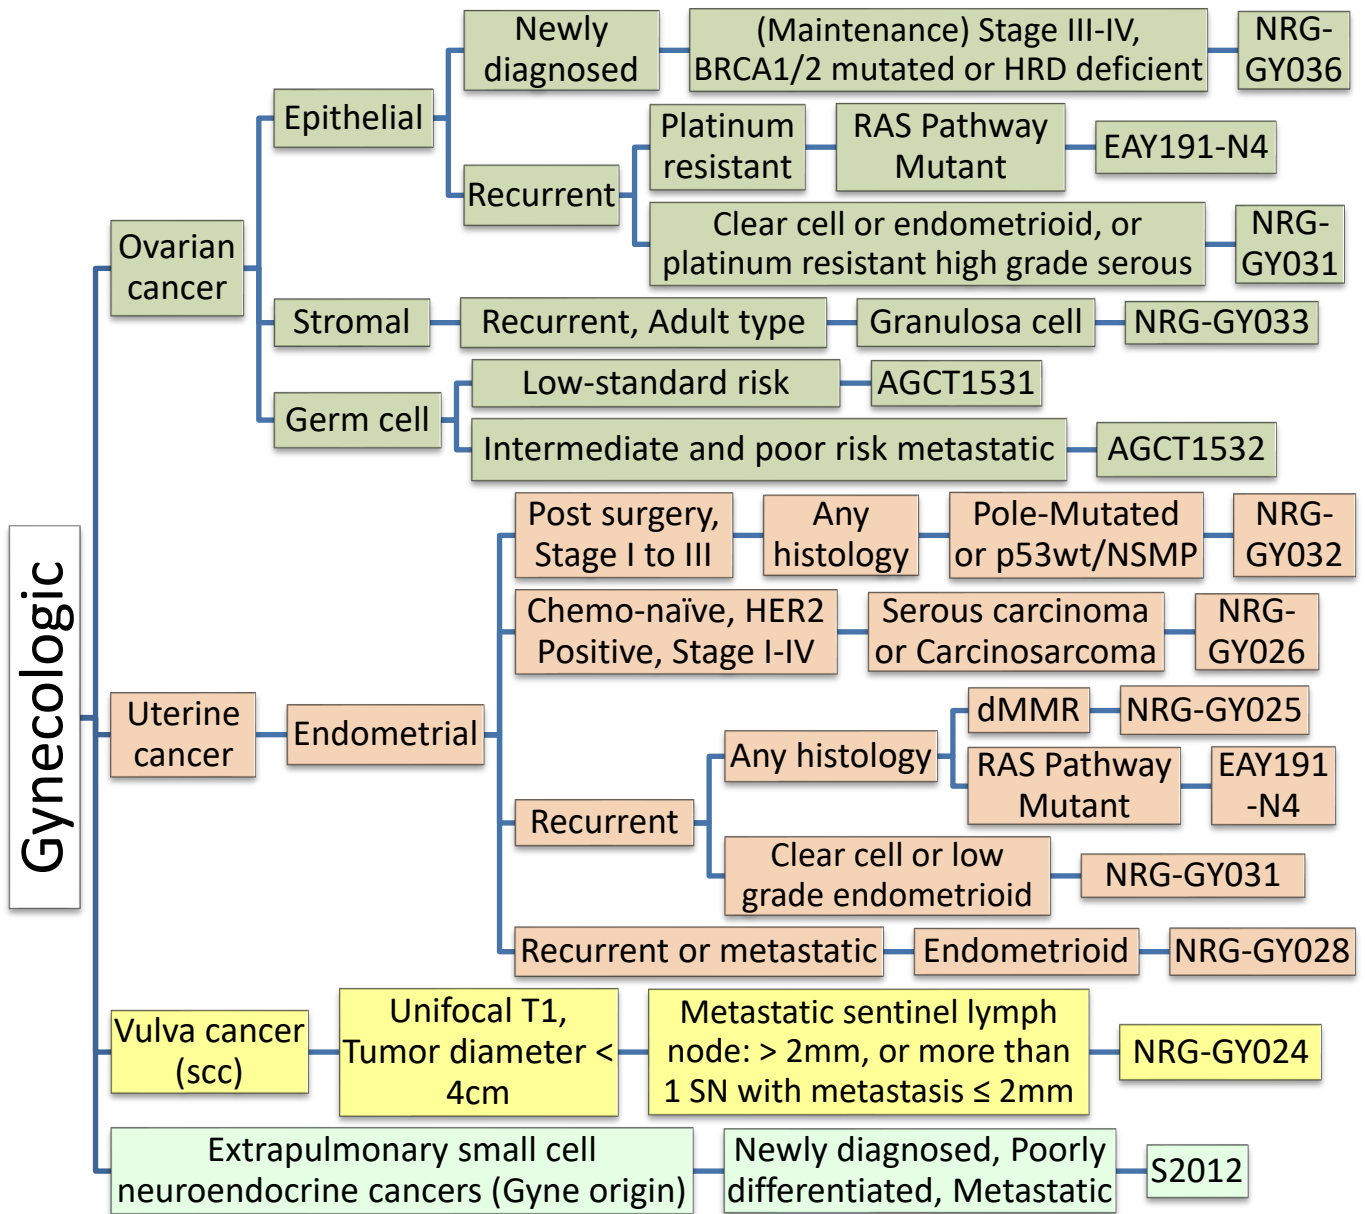 Gynecologic
Ovarian
cancer
Epithelial
Newly
diagnosed
(Maintenance) Stage III-IV,
BRCA1/2 mutated or HRD deficient
NRG-
GY036
Recurrent
Platinum
resistant
RAS Pathway
Mutant
EAY191-N4
Clear cell or endometrioid, or
platinum resistant high grade serous
NRG-
GY031
Stromal
Recurrent, Adult type
Granulosa cell
NRG-GY033
Germ cell
Low-standard risk
AGCT1531
Intermediate and poor risk metastatic
AGCT1532
Uterine
cancer
Endometrial
Post surgery,
Stage I to III
Any
histology
Pole-Mutated
or p53wt/NSMP
NRG-
GY032
Chemo-naïve, HER2
Positive, Stage I-IV
Serous carcinoma
or Carcinosarcoma
NRG-
GY026
Recurrent
Any histology
dMMR
NRG-GY025
RAS Pathway
Mutant
EAY191
-N4
Clear cell or low
grade endometrioid
NRG-GY031
Recurrent or metastatic
Endometrioid
NRG-GY028
Vulva cancer
(scc)
Unifocal T1,
Tumor diameter <
4cm
Metastatic sentinel lymph
node: > 2mm, or more than
1 SN with metastasis ≤ 2mm
NRG-GY024
Extrapulmonary small cell
neuroendocrine cancers (Gyne origin)
Newly diagnosed, Poorly
differentiated, Metastatic
S2012